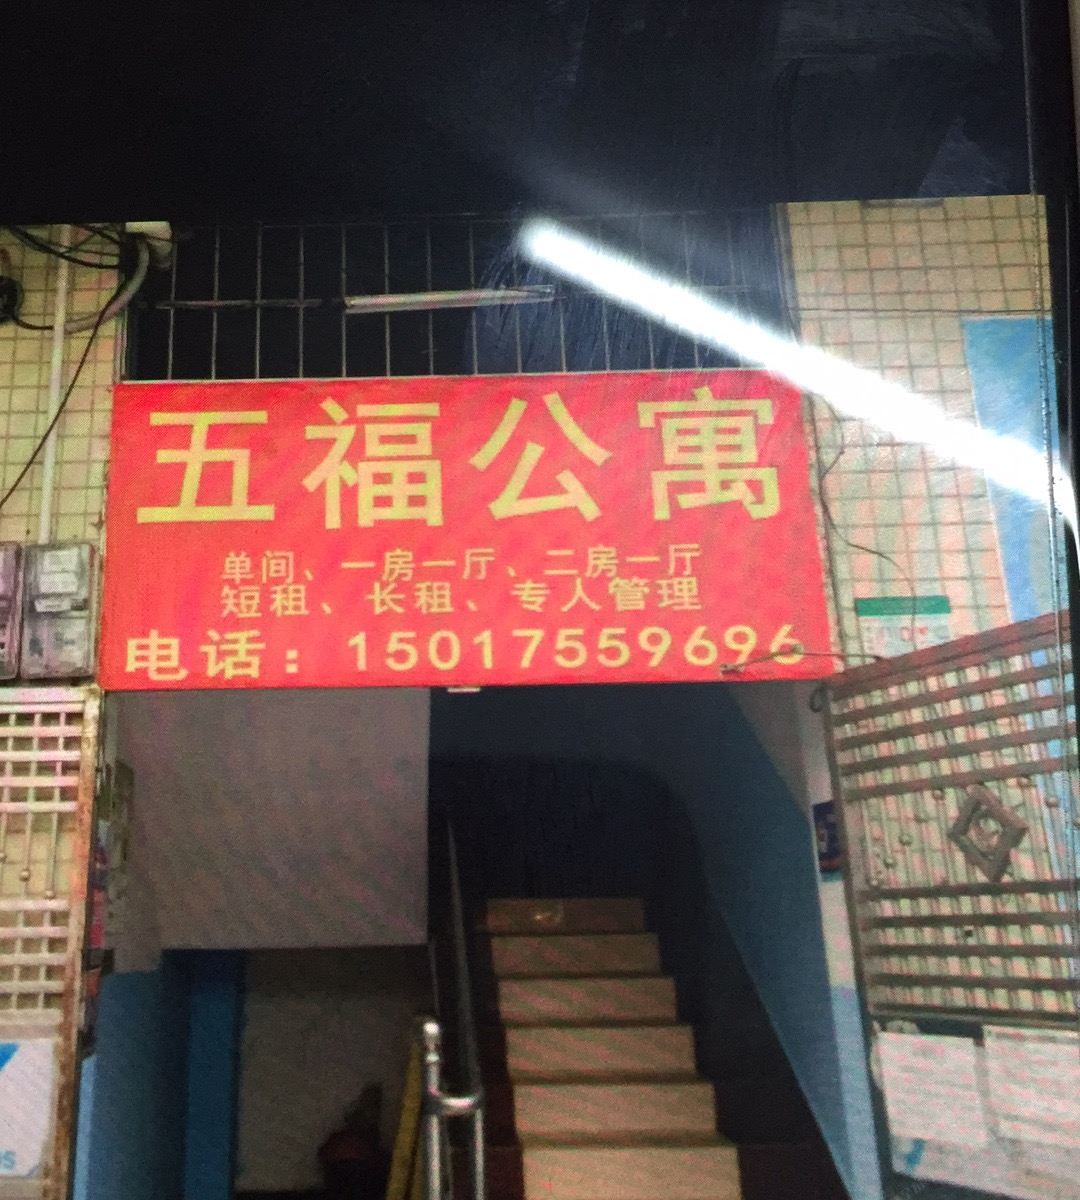 五福公寓
单间、一房一厅、二房一厅
短租、长租、专人管理
电话：15017559696